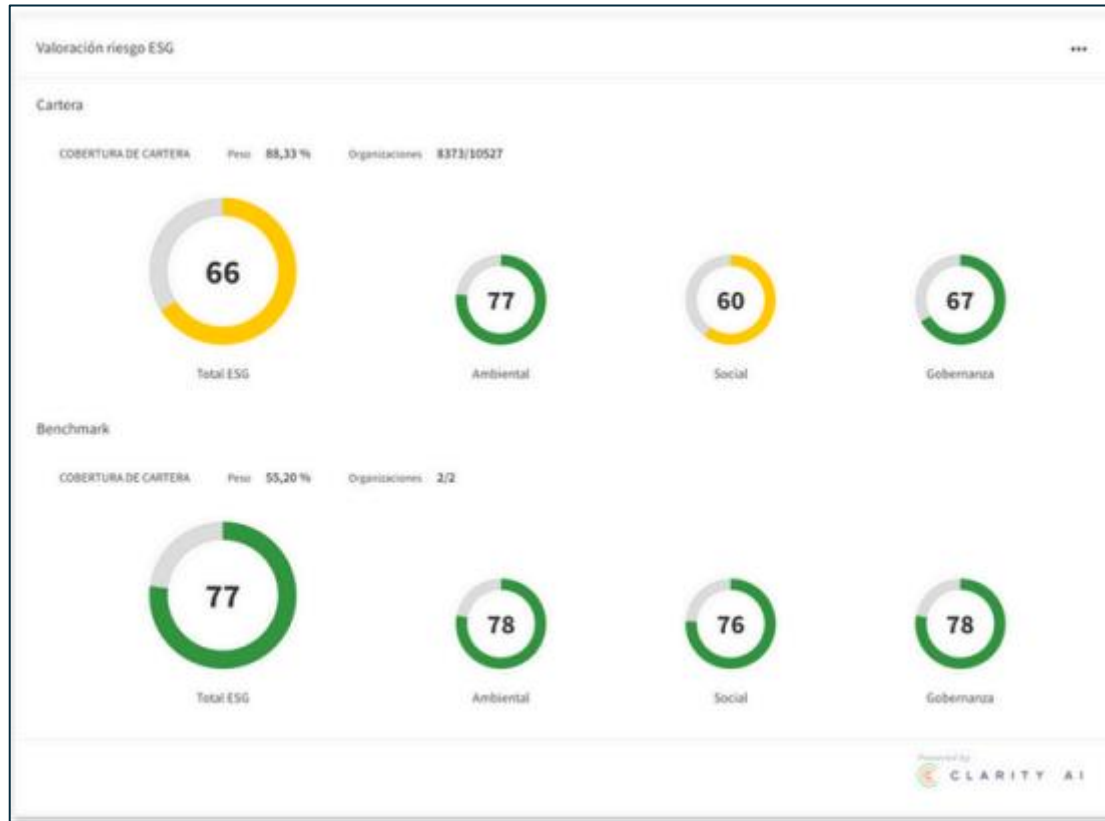 Valoración riesgo ESG
•••
Cartera
COBERTURA DE CARTERA Peso 88,33 % Organizaciones 8373/10527
66 77 60 67
Total ESG Ambiental Social Gobernanza
Benchmark
COBERTURA DE CARTERA Peso 55,20 % Organizaciones 2/2
77 78 76 78
Total ESG Ambiental Social Gobernanza
Powered by
CLARITY AI